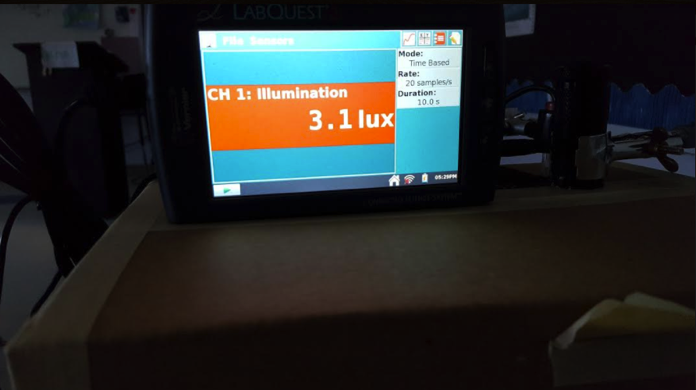 LABQUEST
File Sensors
Mode:
Time Based
Rate:
20 samples/s
Duration:
10.0 s
CH 1: Illumination
3.1 lux
05:29PM